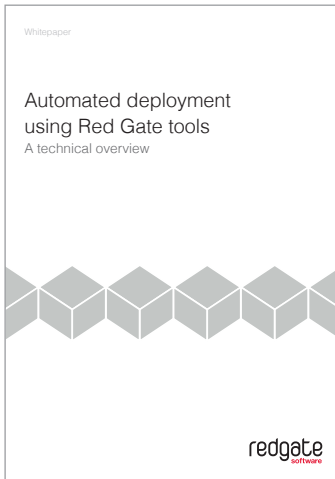 Whitepaper
Automated deployment
using Red Gate tools
A technical overview
redgate
software